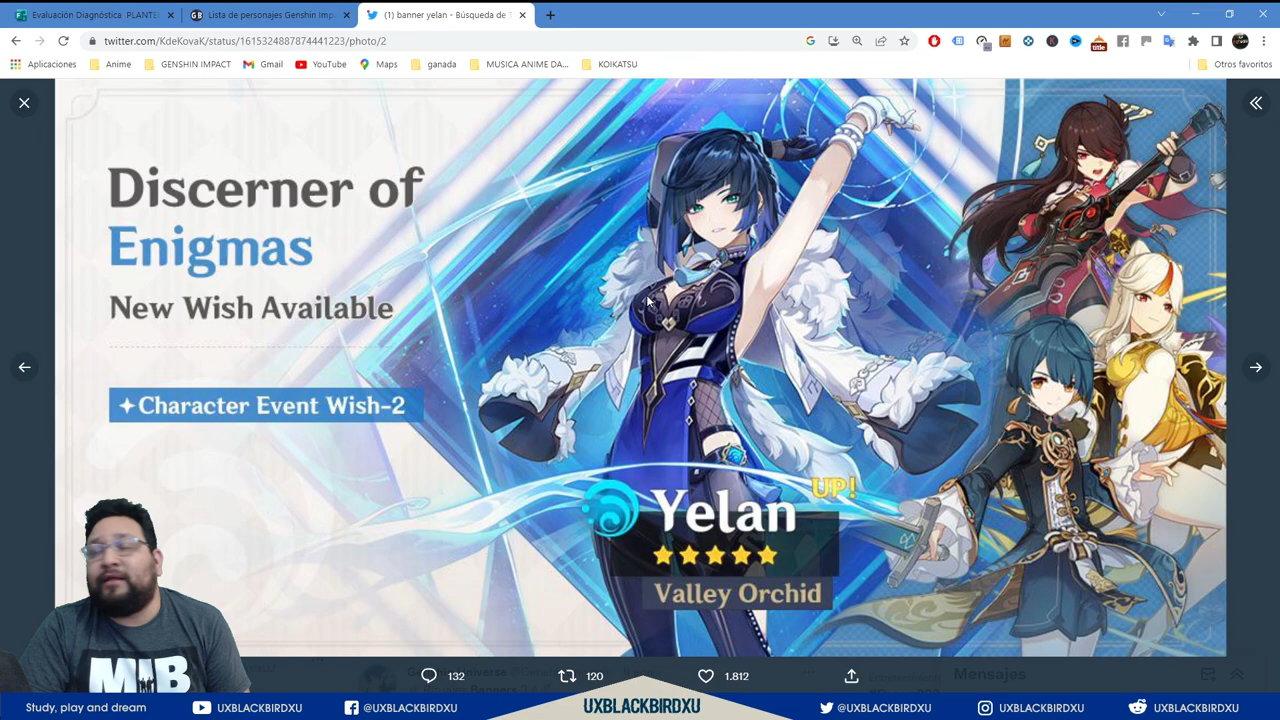 Evaluación Diagnóstica: PLANTE
Lista de personajes Genshin Imp
(1) banner yelan - Búsqueda de T
twitter.com/KdeKovaK/status/1615324887874441223/photo/2
title
Aplicaciones
Anime
GENSHIN IMPACT
Gmail
YouTube
Maps
ganada
MUSICA ANIME DA...
KOIKATSU
Otros favoritos
Discerner of
Enigmas
New Wish Available
Character Event Wish-2
UP!
Yelan
Valley Orchid
MIB
132
120
1.812
Mensajes
Study, play and dream
UXBLACKBIRDXU
@UXBLACKBIRDXU
UXBLACKBIRDXU
@UXBLACKBIRDXU
UXBLACKBIRDXU
UXBLACKBIRDXU